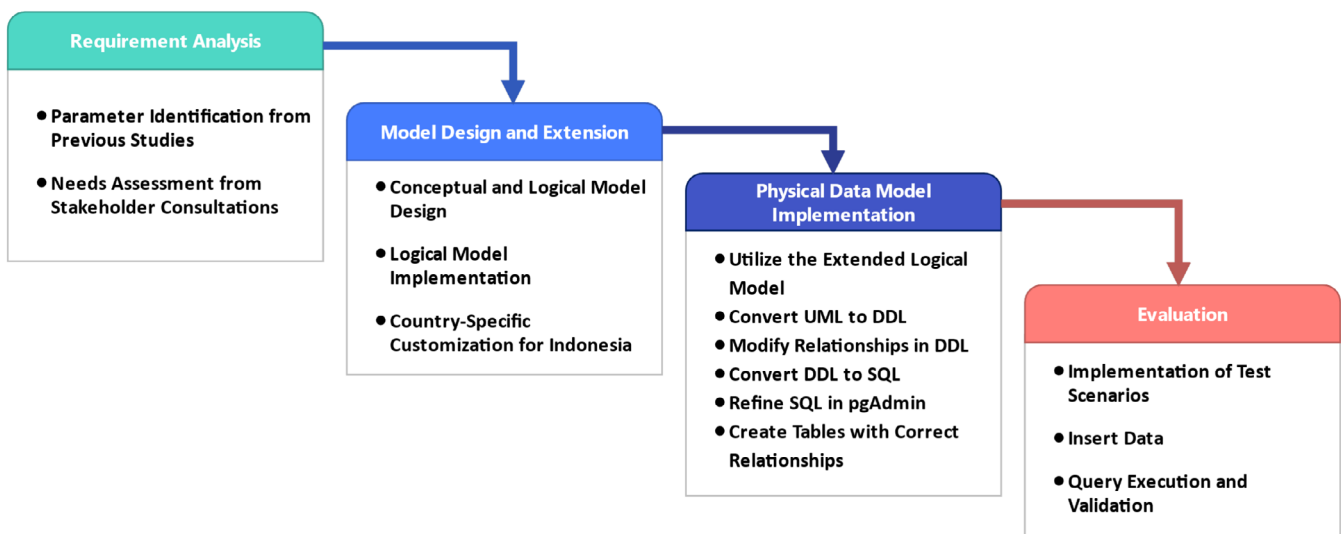 Requirement Analysis
● Parameter Identification from
Previous Studies
● Needs Assessment from
Stakeholder Consultations
Model Design and Extension
● Conceptual and Logical Model
Design
● Logical Model
Implementation
● Country-Specific
Customization for Indonesia
Physical Data Model
Implementation
● Utilize the Extended Logical
Model
● Convert UML to DDL
● Modify Relationships in DDL
● Convert DDL to SQL
● Refine SQL in pgAdmin
● Create Tables with Correct
Relationships
Evaluation
● Implementation of Test
Scenarios
● Insert Data
● Query Execution and
Validation